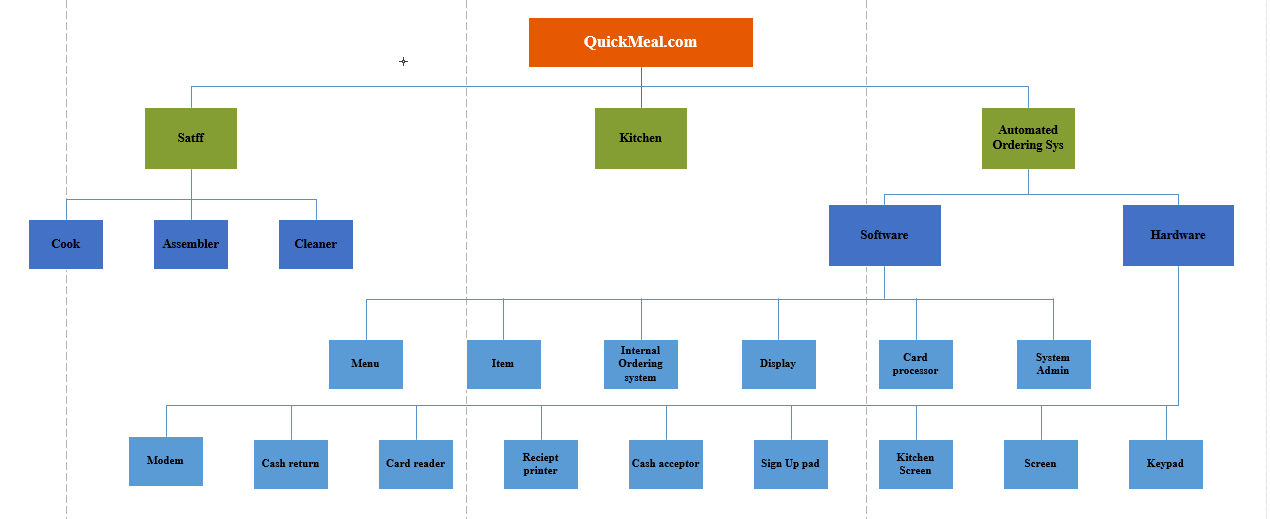 QuickMeal.com
Satff
Kitchen
Automated
Ordering Sys
Cook
Assembler
Cleaner
Software
Hardware
Menu
Item
Internal
Ordering
system
Display
Card
processor
System
Admin
Modem
Cash return
Card reader
Reciept
printer
Cash acceptor
Sign Up pad
Kitchen
Screen
Screen
Keypad